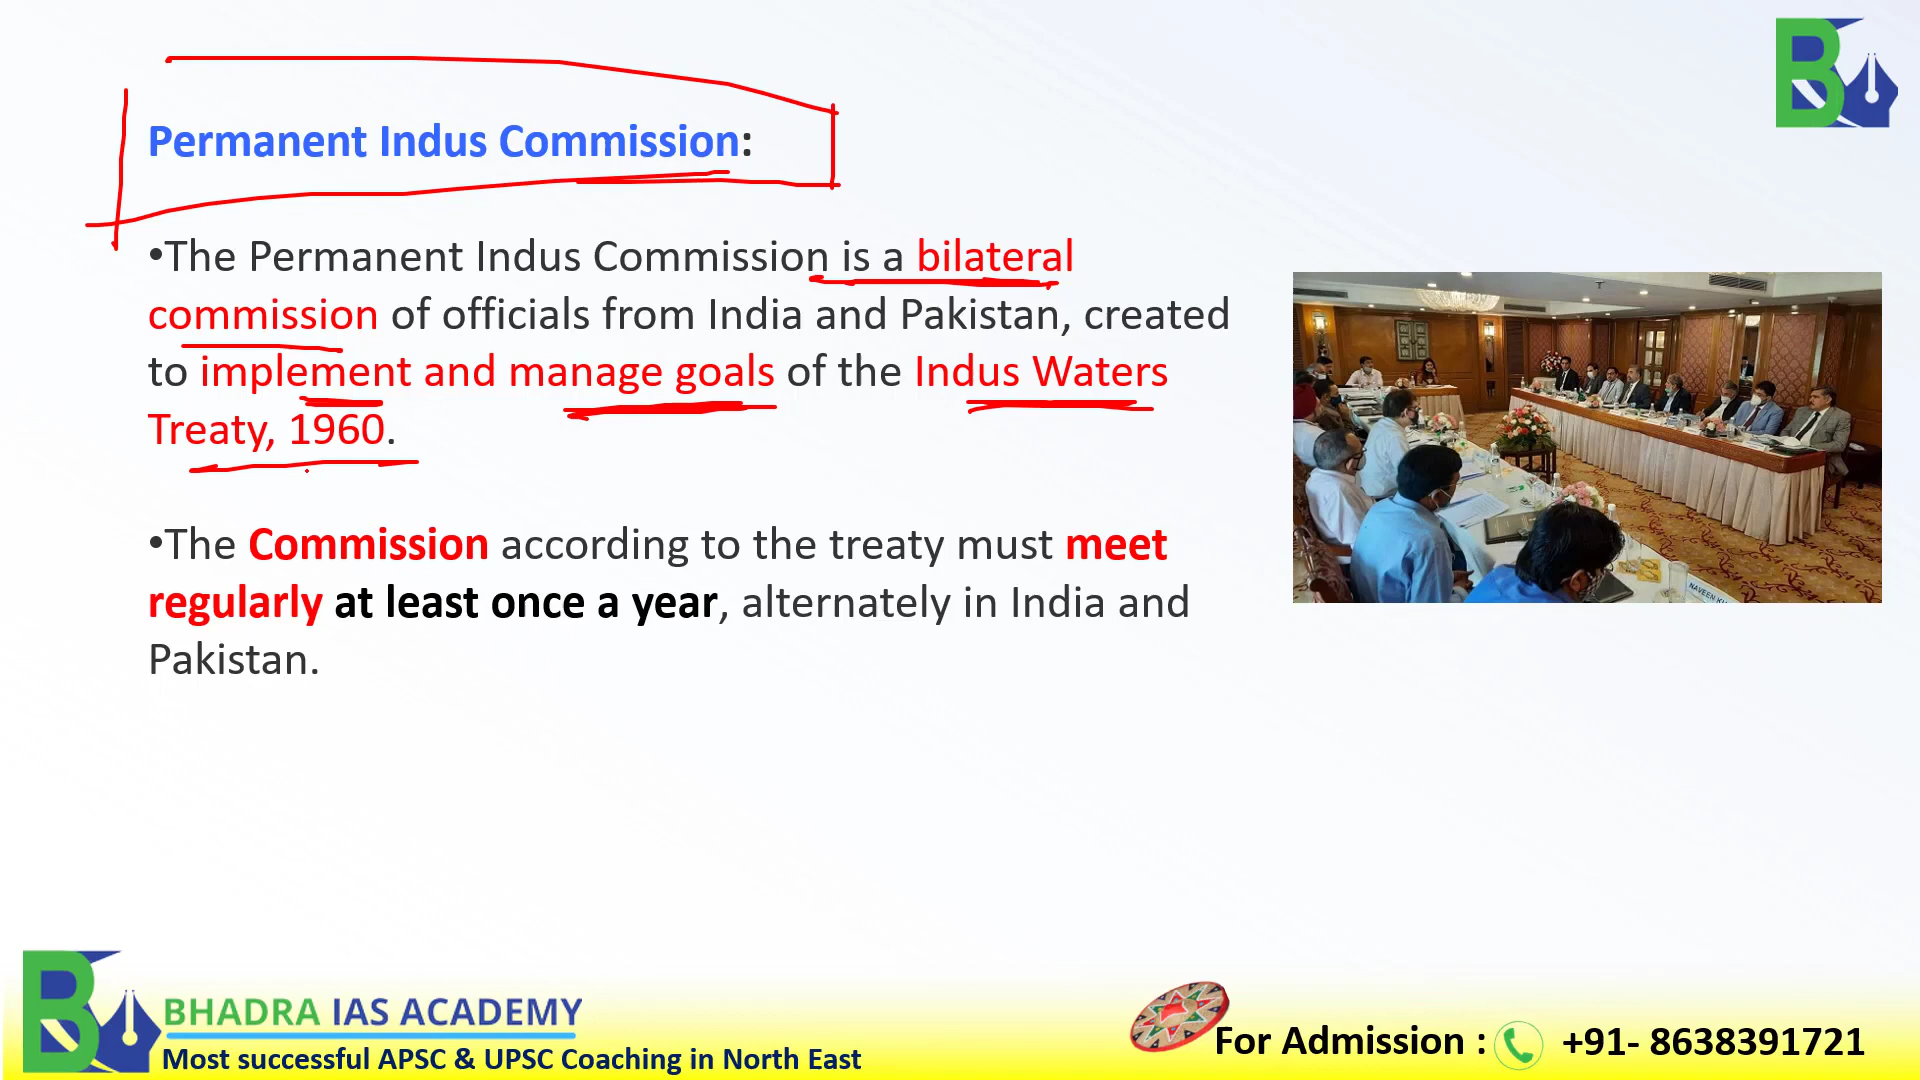 Permanent Indus Commission:
•The Permanent Indus Commission is a bilateral
commission of officials from India and Pakistan, created
to implement and manage goals of the Indus Waters
Treaty, 1960.
•The Commission according to the treaty must meet
regularly at least once a year, alternately in India and
Pakistan.
NAVEEN
BHADRA IAS ACADEMY
Most successful APSC & UPSC Coaching in North East
For Admission : +91- 8638391721